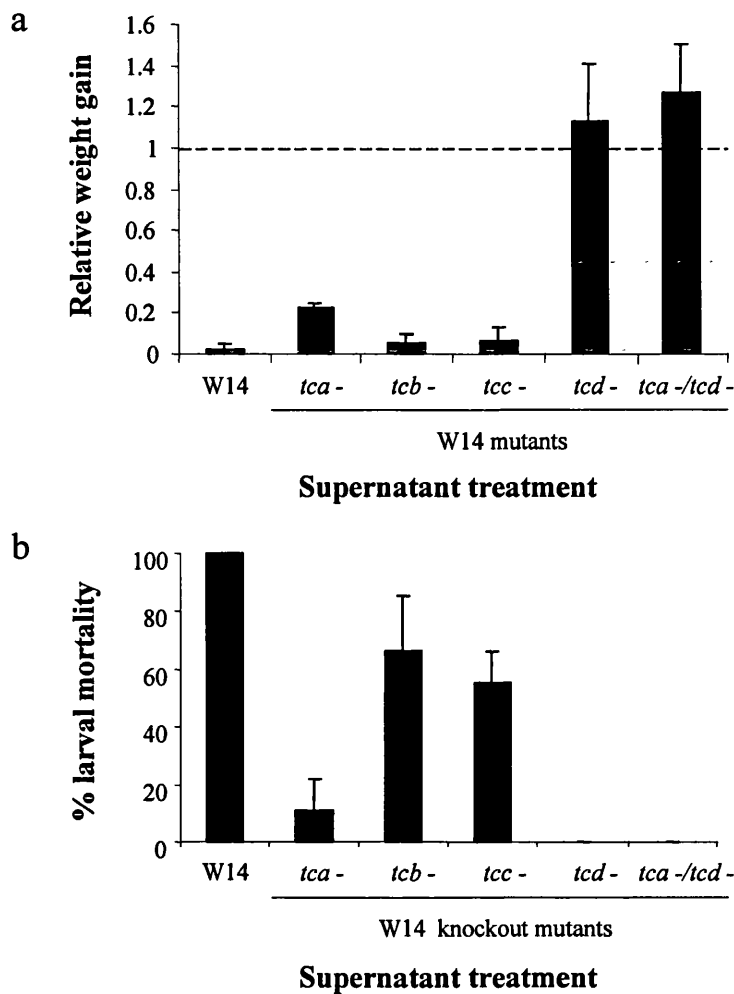 a
Relative weight gain
1.6
1.4
1.2
1
0.8
0.6
0.4
0.2
0
W14 tca - tcb - tcc - tcd - tca -/tcd -
W14 mutants
Supernatant treatment
b
% larval mortality
100
80
60
40
20
0
W14 tca - tcb - tcc - tcd - tca -/tcd -
W14 knockout mutants
Supernatant treatment